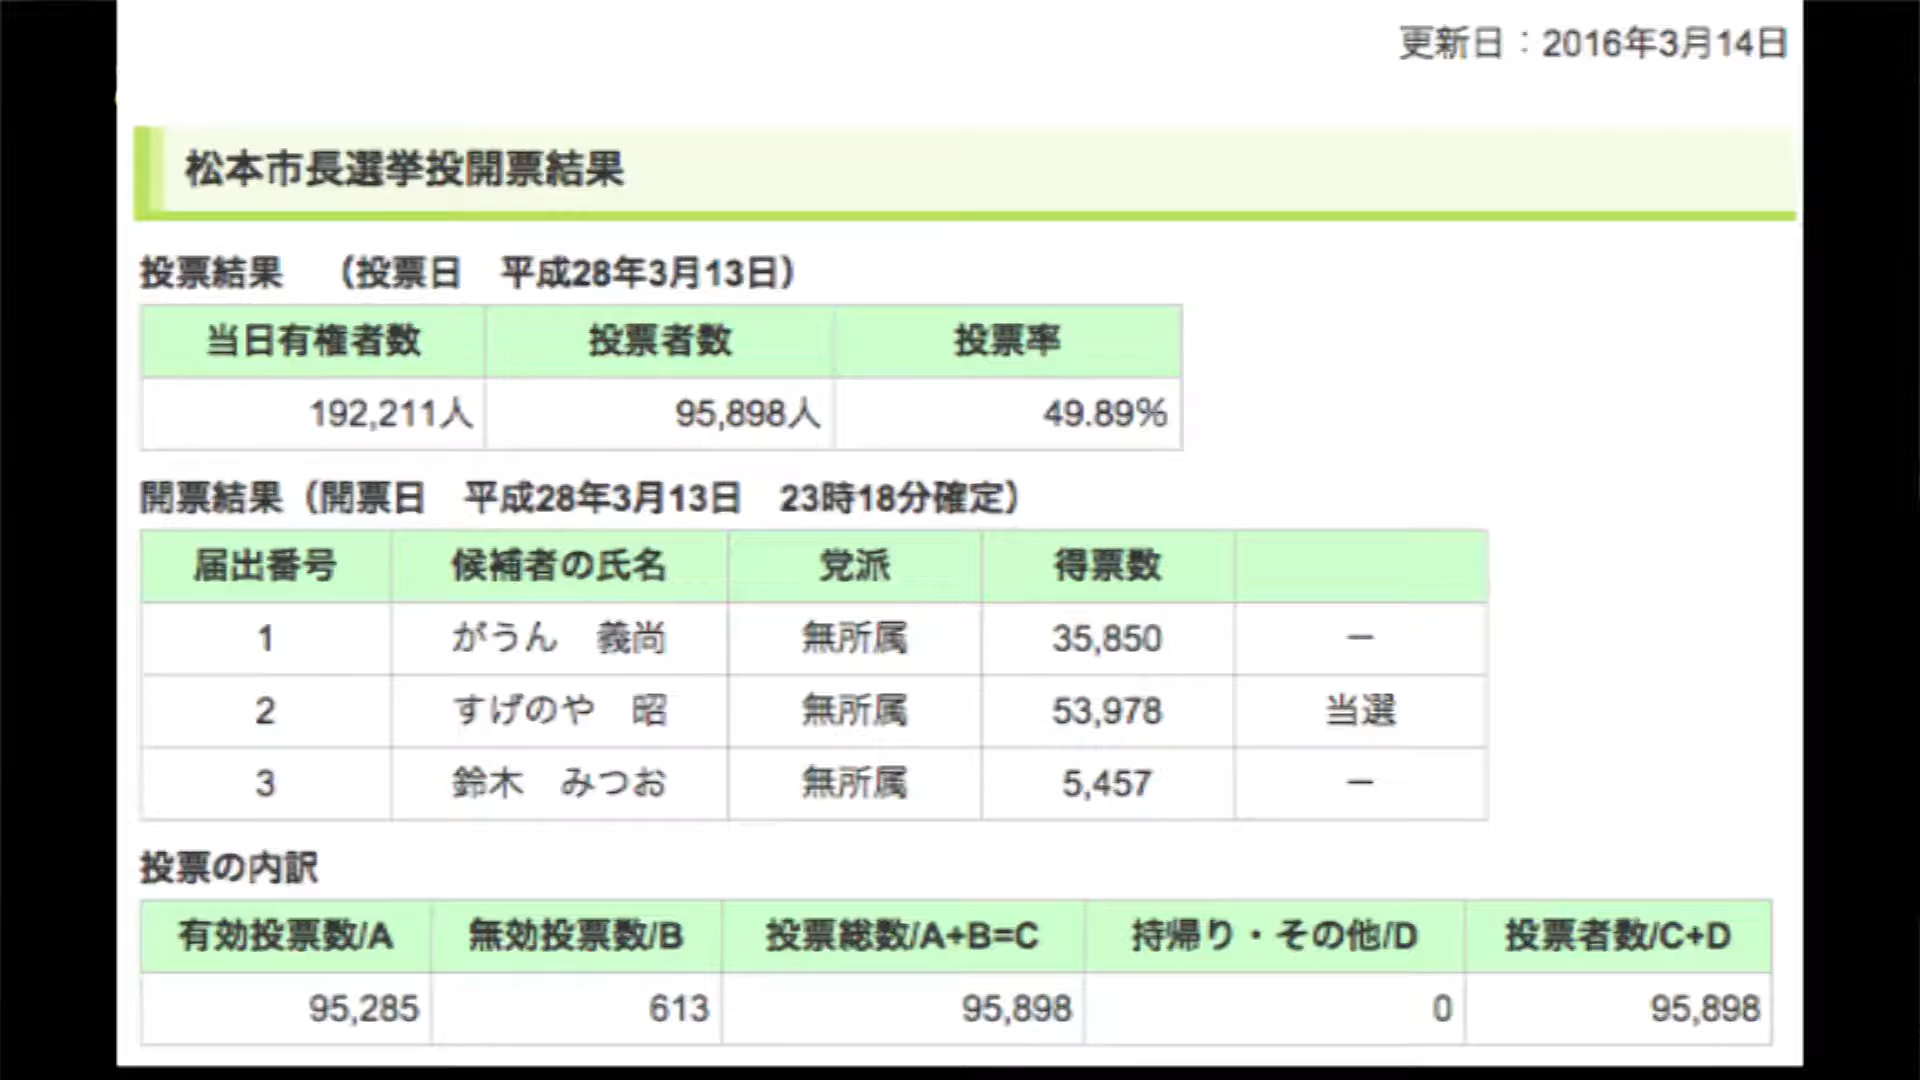 更新日：2016年3月14日
松本市長選挙投開票結果
投票結果　（投票日　平成28年3月13日）
当日有権者数　投票者数　投票率
192,211人　95,898人　49.89%
開票結果（開票日　平成28年3月13日　23時18分確定）
届出番号　候補者の氏名　党派　得票数
1　がうん　義尚　無所属　35,850　－
2　すげのや　昭　無所属　53,978　当選
3　鈴木　みつお　無所属　5,457　－
投票の内訳
有効投票数/A　無効投票数/B　投票総数/A+B=C　持帰り・その他/D　投票者数/C+D
95,285　613　95,898　0　95,898